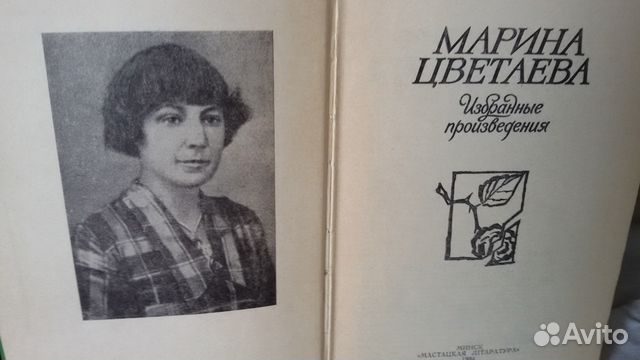 МАРИНА
ЦВЕТАЕВА
Избранные
произведения
МИНСК
«МАСТАЦКАЯ ЛІТАРАТУРА»
Avito